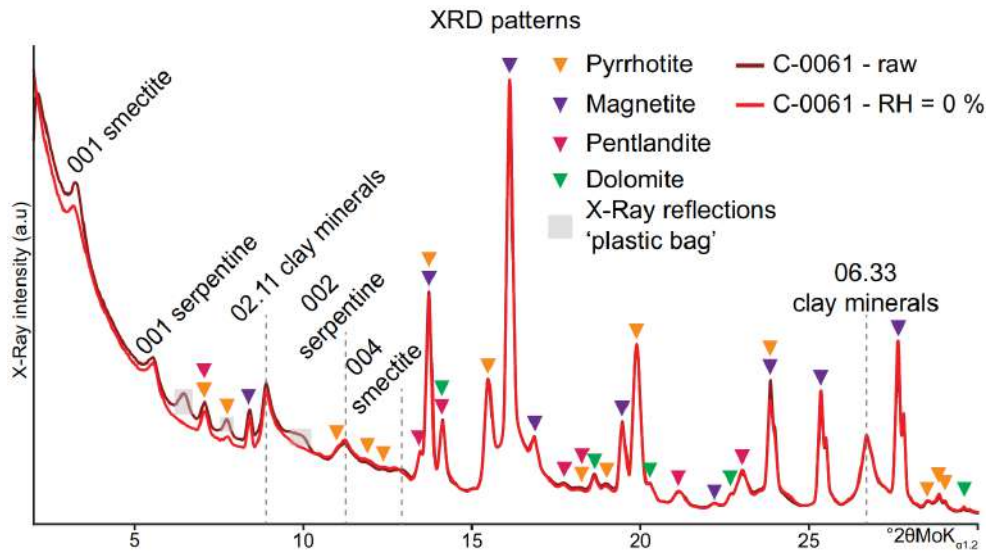 XRD patterns
Pyrrhotite
Magnetite
Pentlandite
Dolomite
X-Ray reflections
'plastic bag'
C-0061 - raw
C-0061 - RH = 0 %
001 smectite
001 serpentine
02.11 clay minerals
002
serpentine
004
smectite
06.33
clay minerals
X-Ray intensity (a.u)
5
10
15
20
25
°2θMoKα1.2